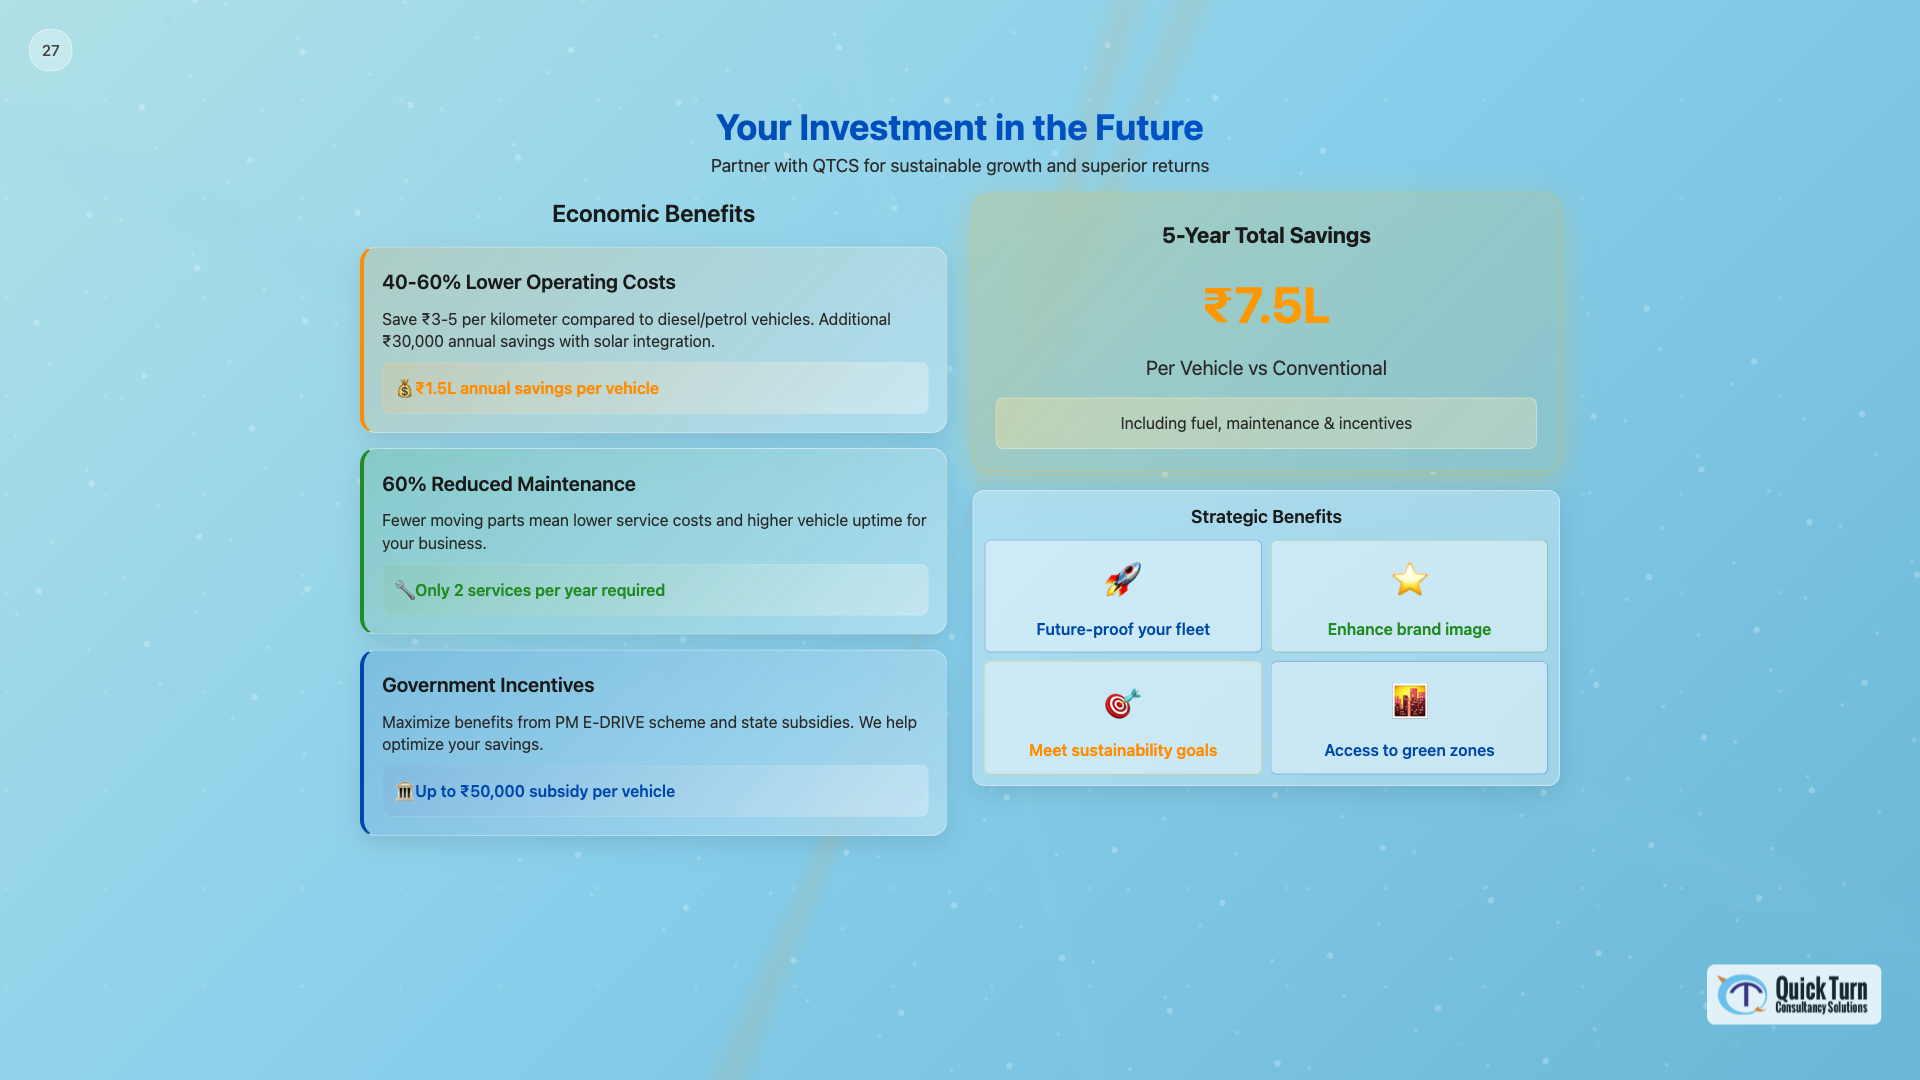 27
Your Investment in the Future
Partner with QTCS for sustainable growth and superior returns
Economic Benefits
40-60% Lower Operating Costs
Save ₹3-5 per kilometer compared to diesel/petrol vehicles. Additional
₹30,000 annual savings with solar integration.
₹1.5L annual savings per vehicle
60% Reduced Maintenance
Fewer moving parts mean lower service costs and higher vehicle uptime for
your business.
Only 2 services per year required
Government Incentives
Maximize benefits from PM E-DRIVE scheme and state subsidies. We help
optimize your savings.
Up to ₹50,000 subsidy per vehicle
5-Year Total Savings
₹7.5L
Per Vehicle vs Conventional
Including fuel, maintenance & incentives
Strategic Benefits
Future-proof your fleet
Enhance brand image
Meet sustainability goals
Access to green zones
Quick Turn
Consultancy Solutions